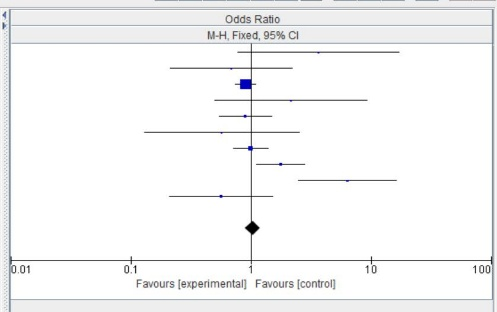 Odds Ratio
M-H, Fixed, 95% CI
0.01 0.1 1 10 100
Favours [experimental] Favours [control]